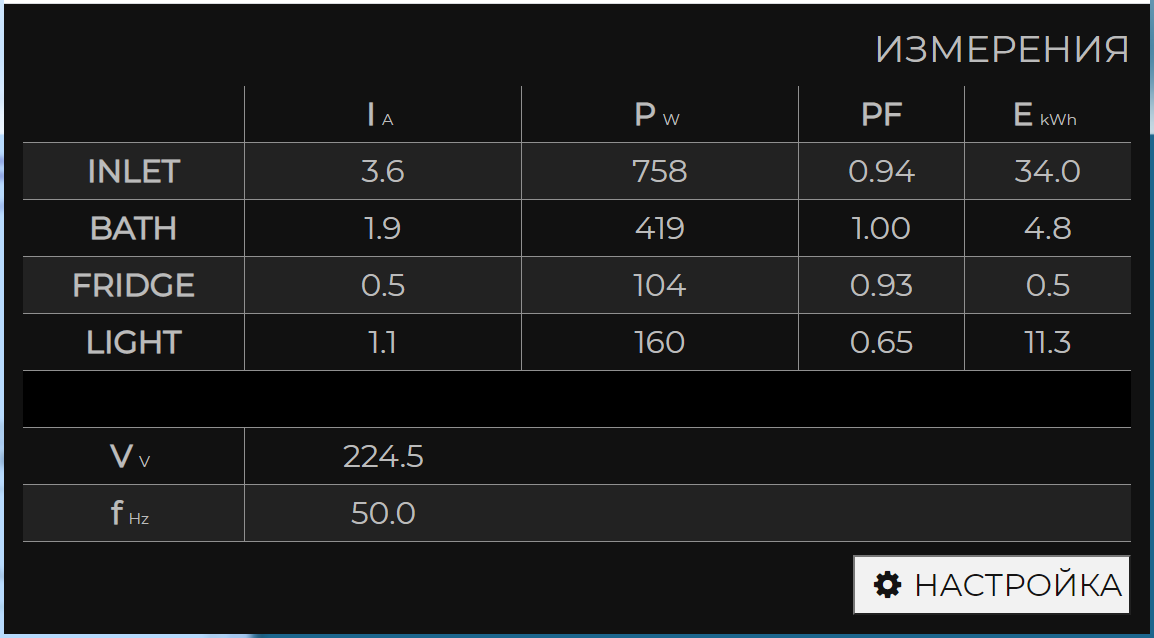 ИЗМЕРЕНИЯ
I A P W PF E kWh
INLET 3.6 758 0.94 34.0
BATH 1.9 419 1.00 4.8
FRIDGE 0.5 104 0.93 0.5
LIGHT 1.1 160 0.65 11.3
V V 224.5
f Hz 50.0
НАСТРОЙКА